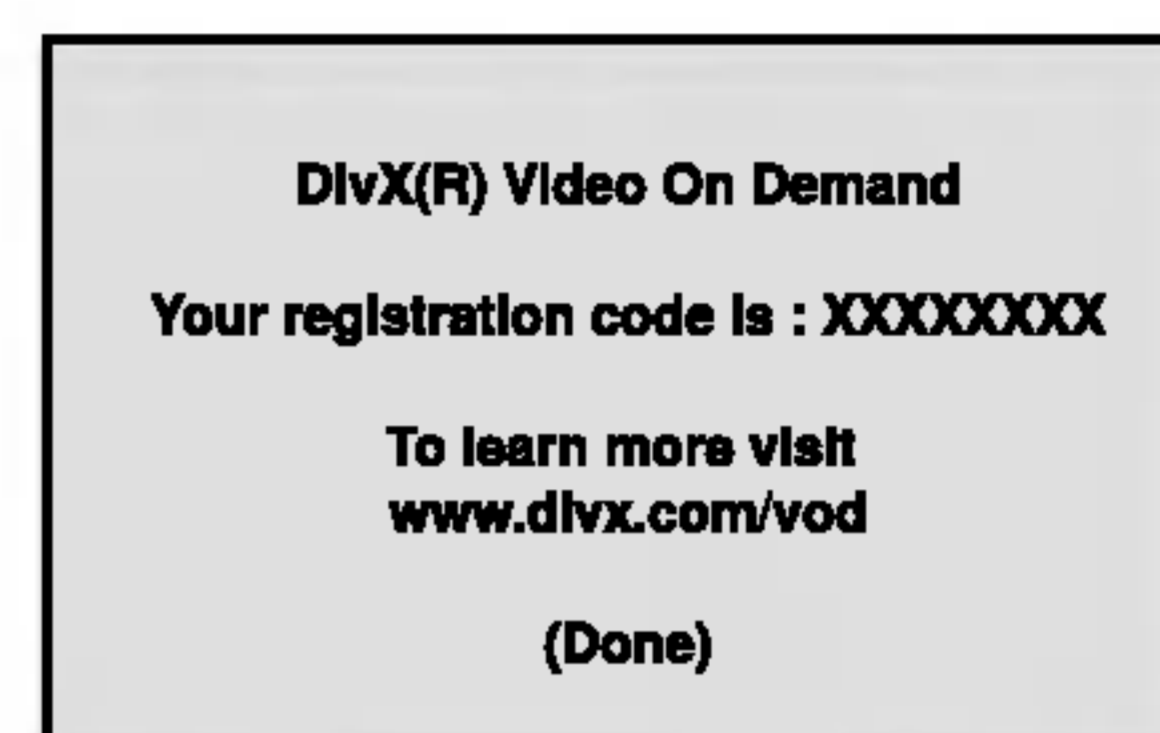 DivX(R) Video On Demand
Your registration code is : XXXXXXXX
To learn more visit
www.divx.com/vod
(Done)